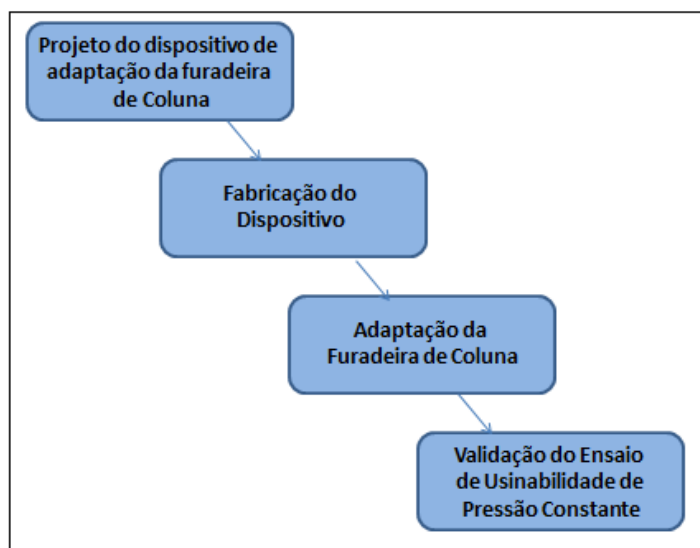 Projeto do dispositivo de
adaptação da furadeira
de Coluna
Fabricação do
Dispositivo
Adaptação da
Furadeira de Coluna
Validação do Ensaio
de Usinabilidade de
Pressão Constante